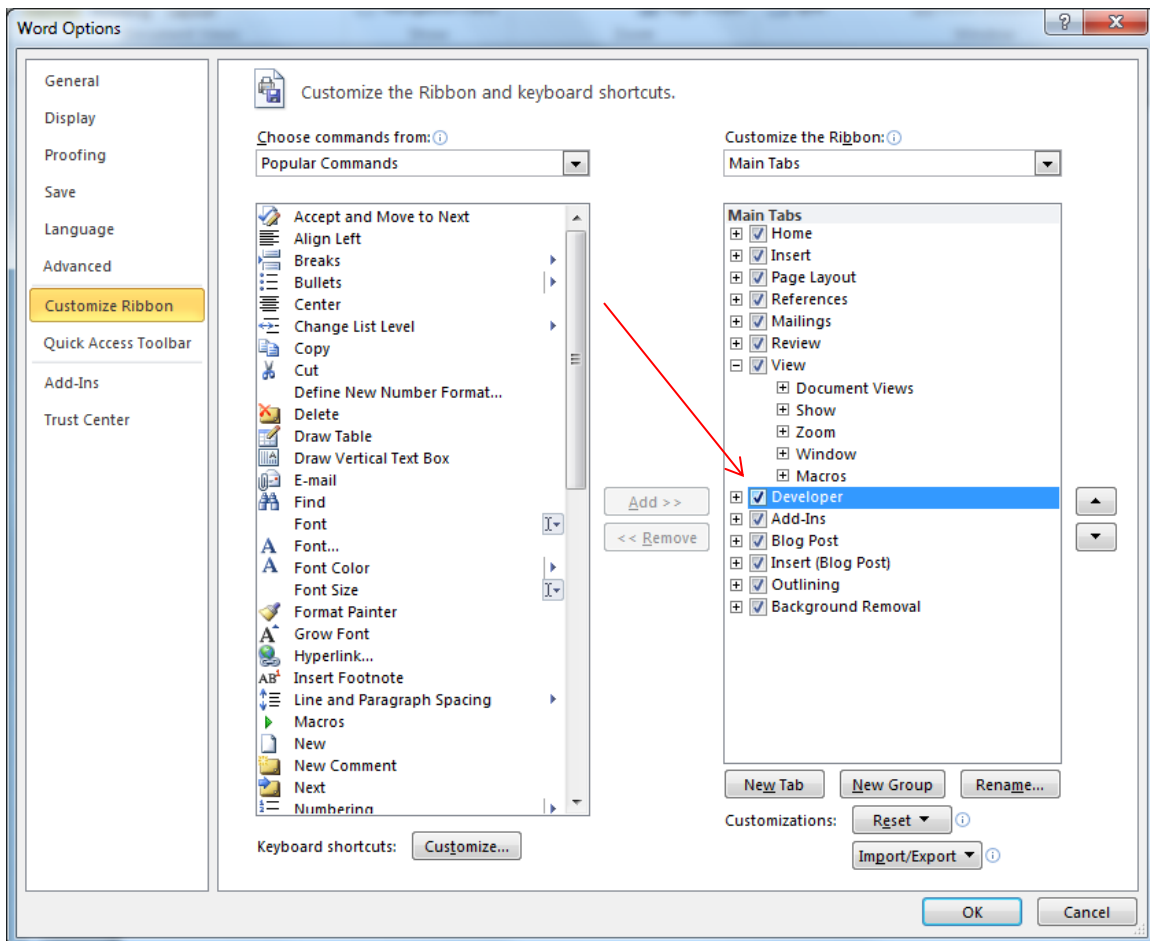 Word Options
General
Display
Proofing
Save
Language
Advanced
Customize Ribbon
Quick Access Toolbar
Add-Ins
Trust Center
Customize the Ribbon and keyboard shortcuts.
Choose commands from:
Popular Commands
Accept and Move to Next
Align Left
Breaks
Bullets
Center
Change List Level
Copy
Cut
Define New Number Format...
Delete
Draw Table
Draw Vertical Text Box
E-mail
Find
Font
Font...
Font Color
Font Size
Format Painter
Grow Font
Hyperlink...
Insert Footnote
Line and Paragraph Spacing
Macros
New
New Comment
Next
Numbering
Keyboard shortcuts: Customize...
Add >>
<< Remove
Customize the Ribbon:
Main Tabs
Main Tabs
Home
Insert
Page Layout
References
Mailings
Review
View
Document Views
Show
Zoom
Window
Macros
Developer
Add-Ins
Blog Post
Insert (Blog Post)
Outlining
Background Removal
New Tab New Group Rename...
Customizations: Reset
Import/Export
OK Cancel